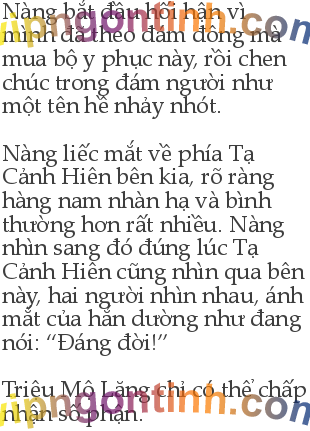 Nàng bắt đầu hối hận vì
mình đã theo đám đông mà
mua bộ y phục này, rồi chen
chúc trong đám người như
một tên hề nhảy nhót.
Nàng liếc mắt về phía Tạ
Cảnh Hiên bên kia, rõ ràng
hàng nam nhàn hạ và bình
thường hơn rất nhiều. Nàng
nhìn sang đó đúng lúc Tạ
Cảnh Hiên cũng nhìn qua bên
này, hai người nhìn nhau, ánh
mắt của hắn dường như đang
nói: “Đáng đời!”
Triệu Mộ Lăng chỉ có thể chấp
nhận số phận.